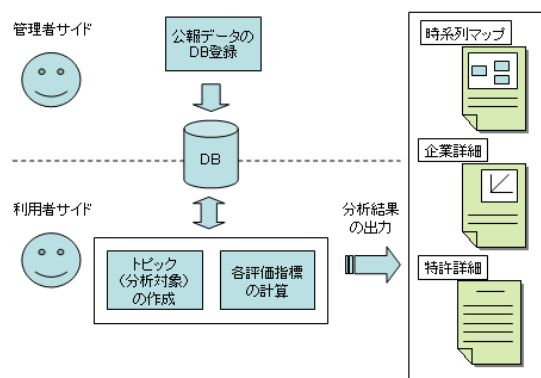 管理者サイド
公報データの
DB登録
DB
利用者サイド
トピック
(分析対象)
の作成
各評価指標
の計算
分析結果
の出力
時系列マップ
企業詳細
特許詳細